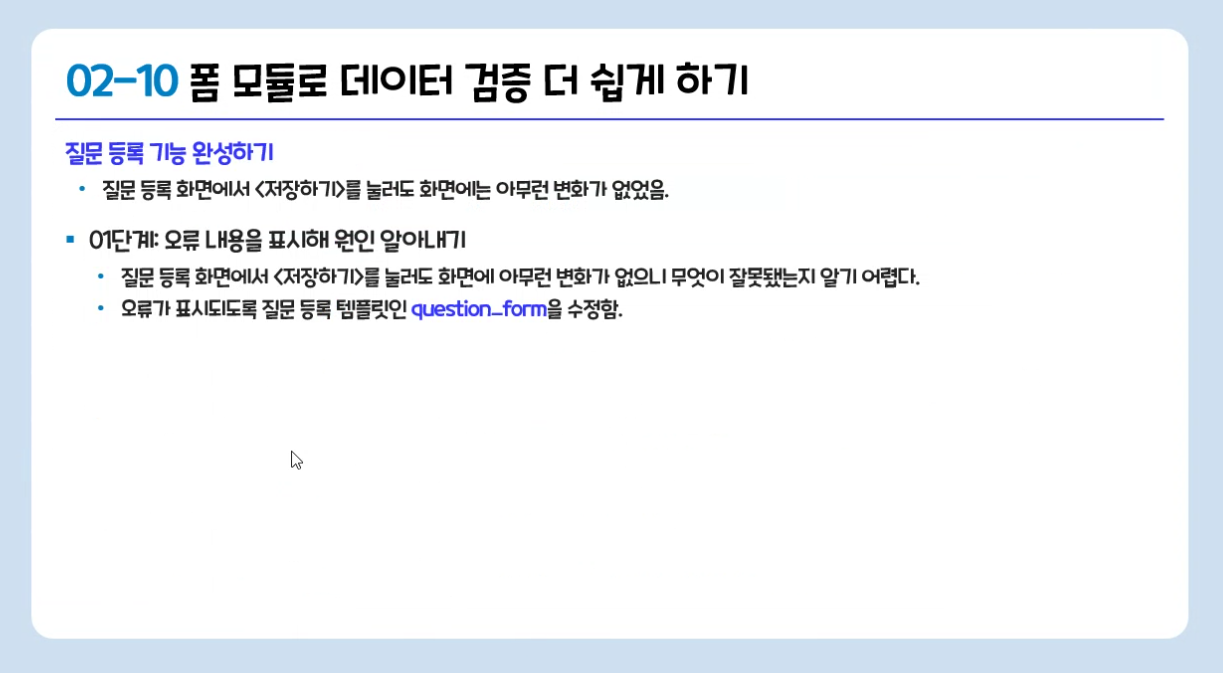 02-10 폼 모듈로 데이터 검증 더 쉽게 하기
질문 등록 기능 완성하기
• 질문 등록 화면에서 <저장하기>를 눌러도 화면에는 아무런 변화가 없었음.
▪ 01단계: 오류 내용을 표시해 원인 알아내기
• 질문 등록 화면에서 <저장하기>를 눌러도 화면에 아무런 변화가 없으니 무엇이 잘못됐는지 알기 어렵다.
• 오류가 표시되도록 질문 등록 템플릿인 question_form을 수정함.